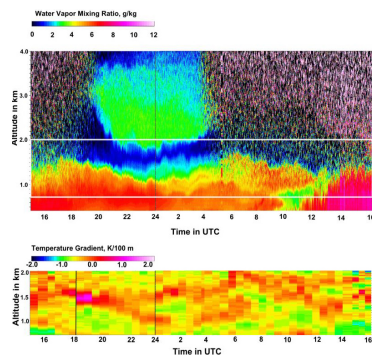 Water Vapor Mixing Ratio, g/kg
0 2 4 6 8 10 12
4.0
3.0
2.0
1.0
Altitude in km
16 18 20 22 24 2 4 6 8 10 12 14 16
Time in UTC
Temperature Gradient, K/100 m
-2.0 -1.0 0.0 1.0 2.0
2.0
1.5
1.0
Altitude in km
16 18 20 22 24 2 4 6 8 10 12 14 16
Time in UTC